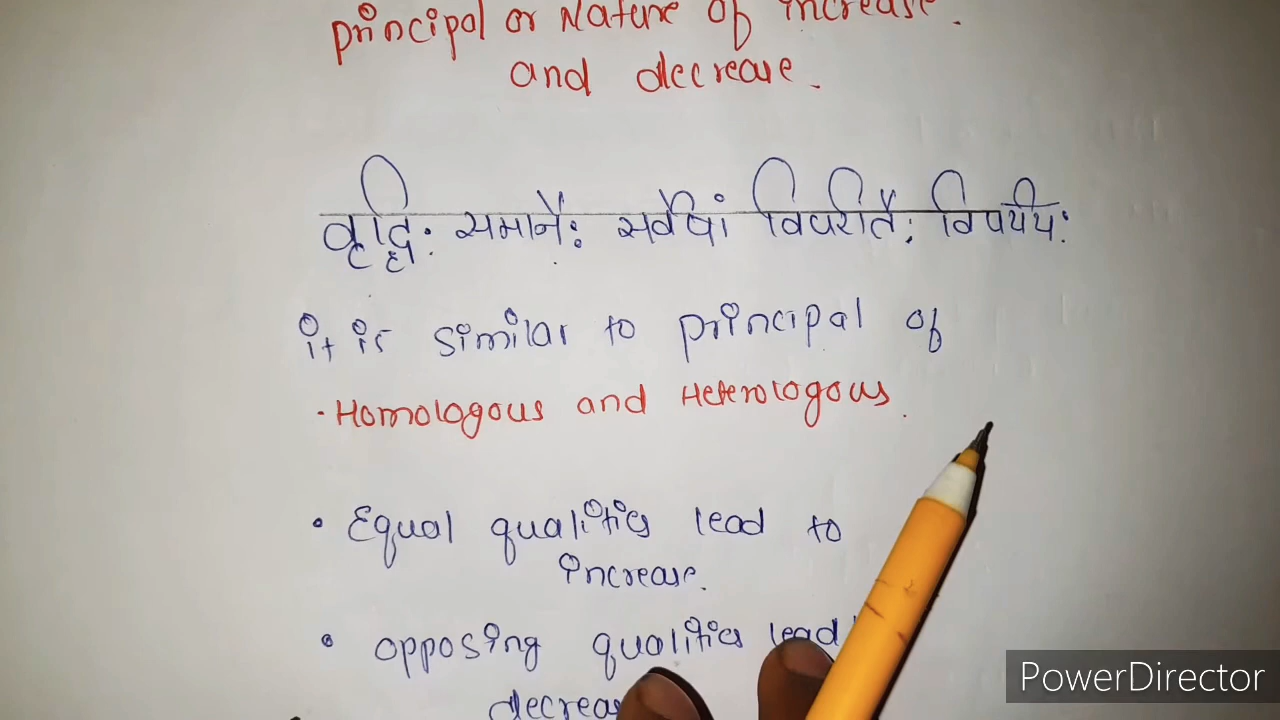 principal or Nature of increase.
and decrease.
वृद्धि: समानै: सर्वेषां विपरीतै: विपर्यय:
it is similar to principal of
• Homologous and Heterologous.
• Equal qualities lead to
increase.
• opposing qualities lead
PowerDirector